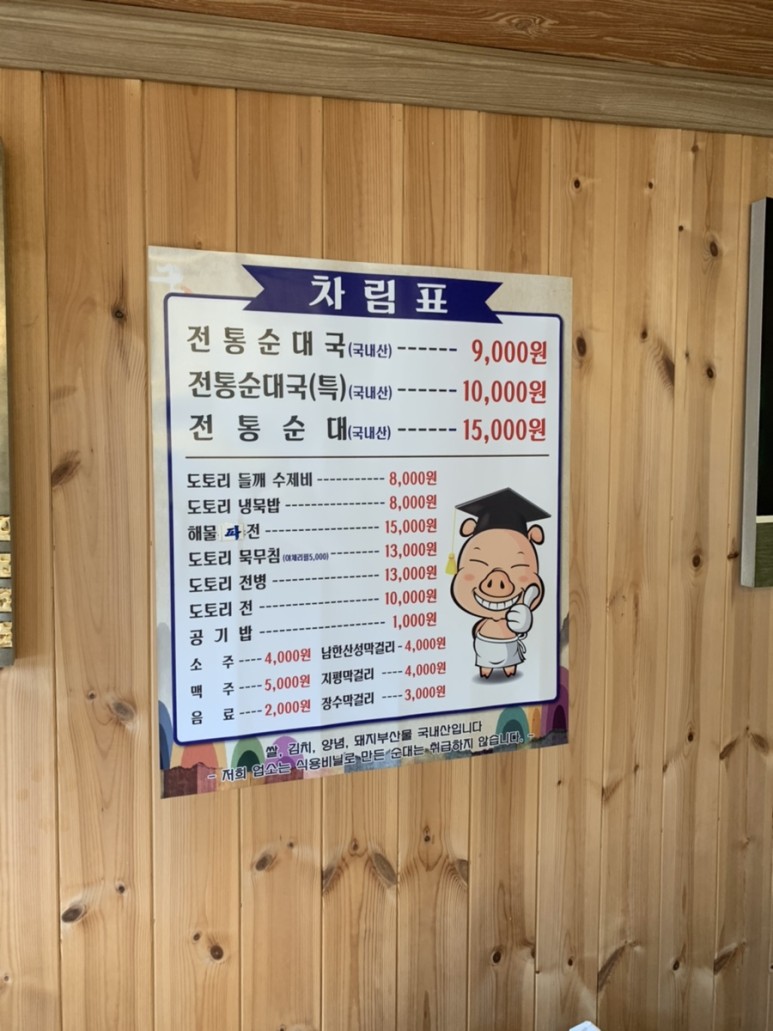 차림표
전통순대국(국내산) ------ 9,000원
전통순대국(특)(국내산) ------ 10,000원
전통순대(국내산) ------ 15,000원
도토리 들깨 수제비 ----------- 8,000원
도토리 냉묵밥 ----------------- 8,000원
해물 파전 -------------------- 15,000원
도토리 묵무침 --------- 13,000원
도토리 전병 ------------------- 13,000원
도토리 전 --------------------- 10,000원
공기밥 ---------------------- 1,000원
소주 ---- 4,000원 남한산성막걸리 - 4,000원
맥주 ---- 5,000원 지평막걸리 ---- 4,000원
음료 ---- 2,000원 장수막걸리 ---- 3,000원
쌀, 김치, 양념, 돼지부산물 국내산입니다
- 저희 업소는 식용비닐로 만든 순대는 취급하지 않습니다. -